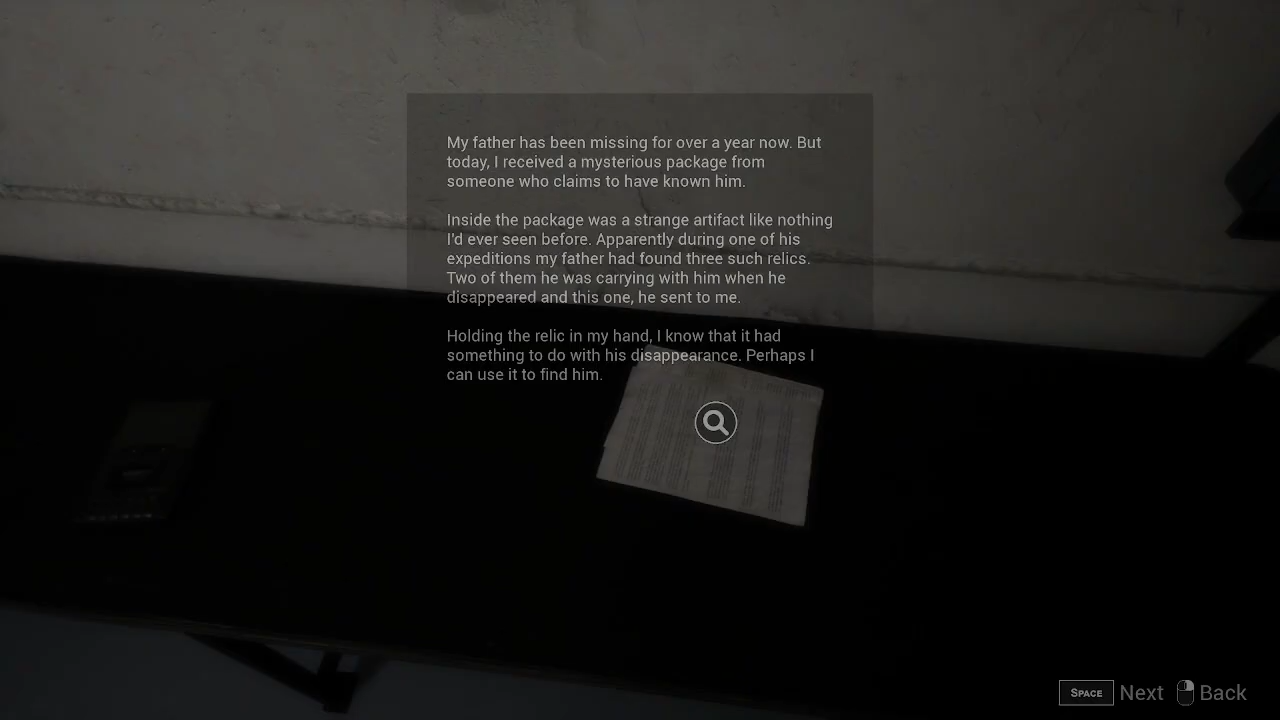 My father has been missing for over a year now. But
today, I received a mysterious package from
someone who claims to have known him.
Inside the package was a strange artifact like nothing
I'd ever seen before. Apparently during one of his
expeditions my father had found three such relics.
Two of them he was carrying with him when he
disappeared and this one, he sent to me.
Holding the relic in my hand, I know that it had
something to do with his disappearance. Perhaps I
can use it to find him.
SPACE Next Back